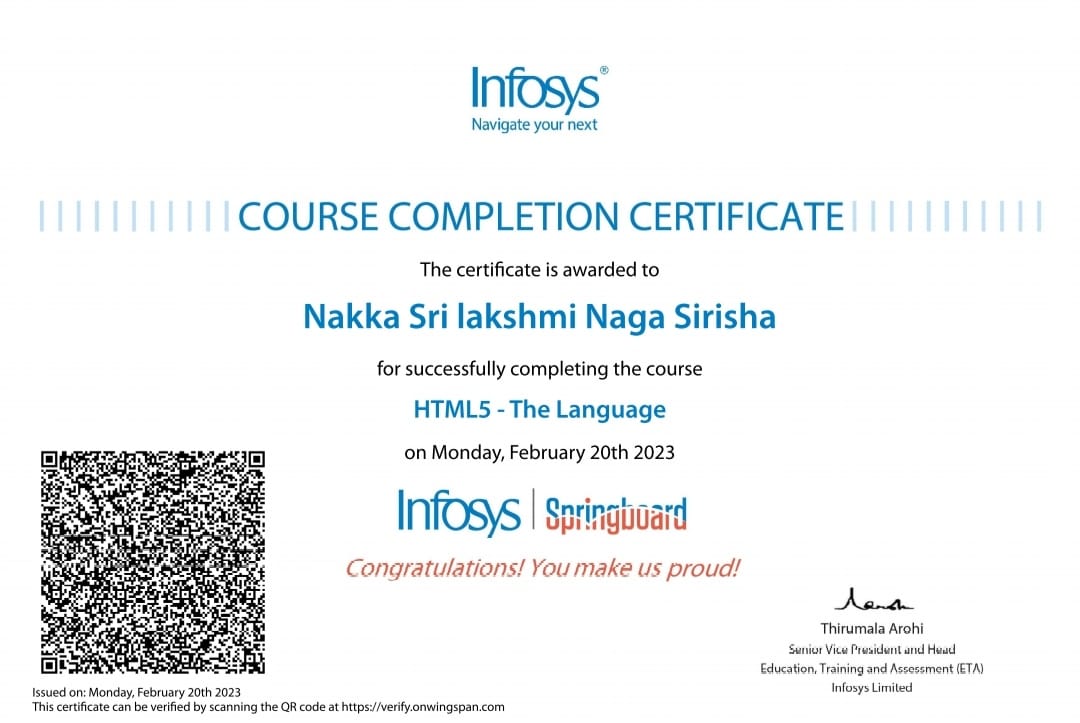 Infosys®
Navigate your next
COURSE COMPLETION CERTIFICATE
The certificate is awarded to
Nakka Sri lakshmi Naga Sirisha
for successfully completing the course
HTML5 - The Language
on Monday, February 20th 2023
Infosys | Springboard
Congratulations! You make us proud!
Thirumala Arohi
Senior Vice President and Head
Education, Training and Assessment (ETA)
Infosys Limited
Issued on: Monday, February 20th 2023
This certificate can be verified by scanning the QR code at https://verify.onwingspan.com